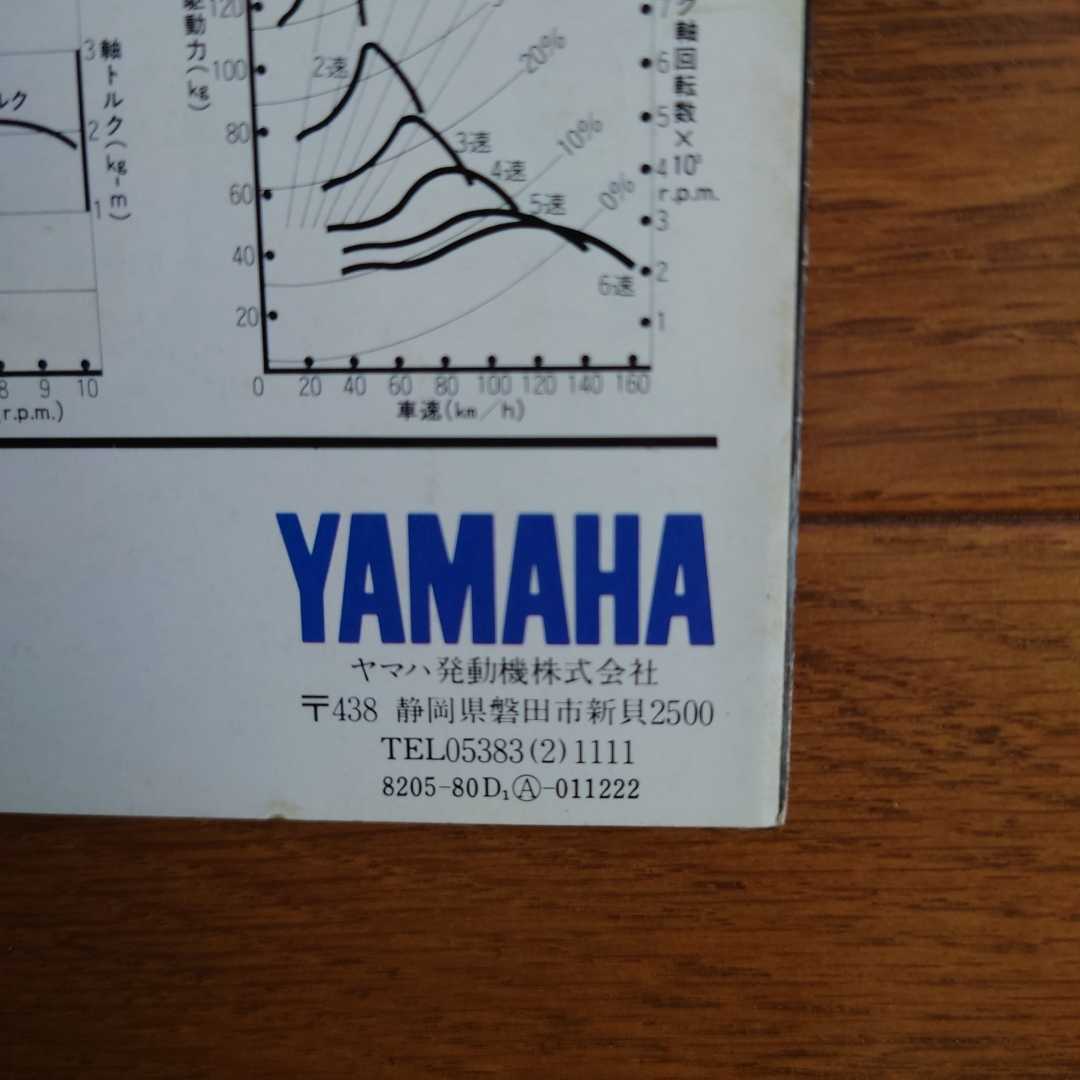 3
2
1
軸トルク(kg-m)
ルク
8 9 10
(r.p.m.)
駆動力(kg)
120
100
80
60
40
20
0 20 40 60 80 100 120 140 160
車速(km/h)
2速
3速
4速
5速
6速
20%
10%
0%
7
6
5
4
3
2
1
ク軸回転数×10³r.p.m.
YAMAHA
ヤマハ発動機株式会社
〒438 静岡県磐田市新貝2500
TEL05383(2)1111
8205-80D₁Ⓐ-011222